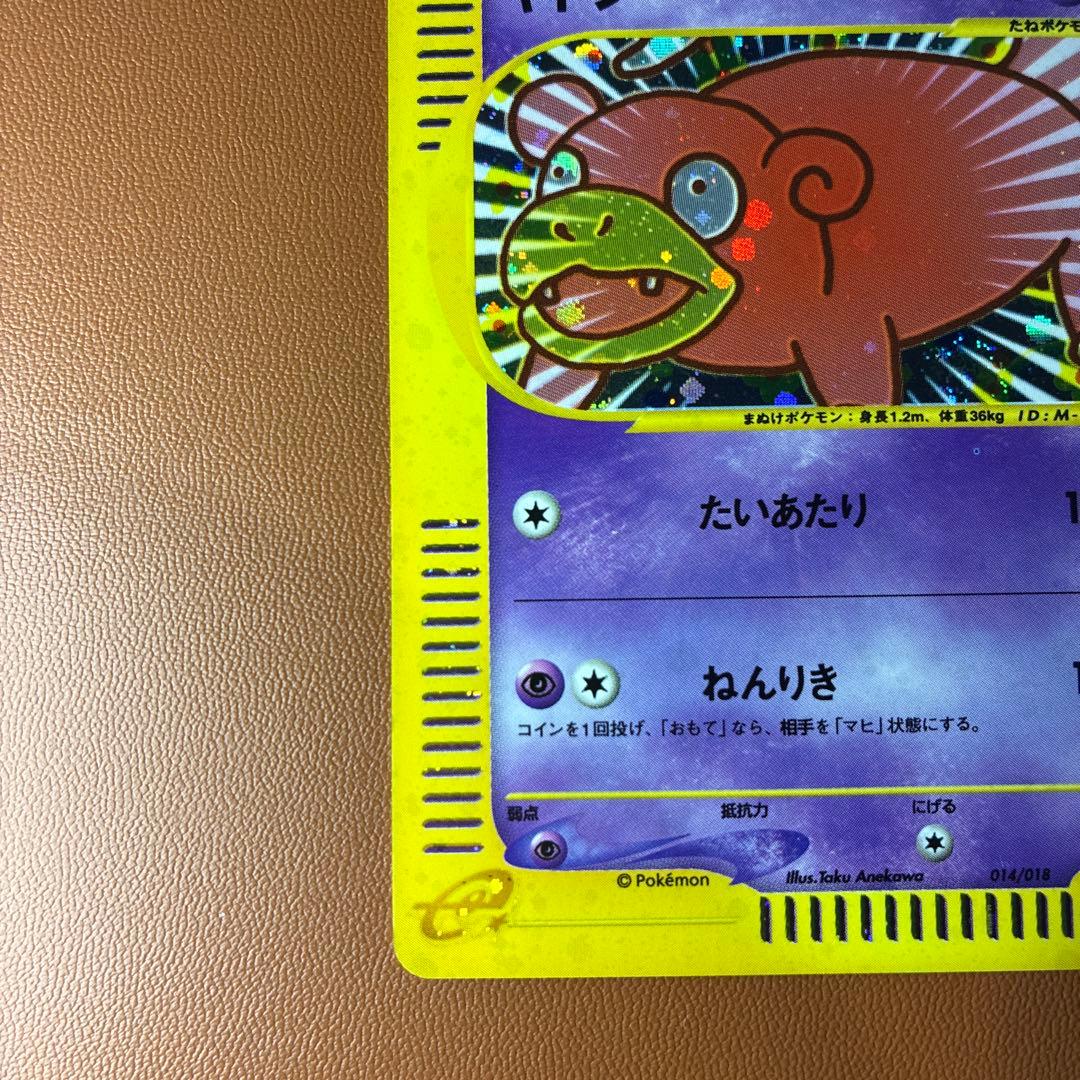 たねポケモ
まぬけポケモン：身長1.2m、体重36kg ID:M-
たいあたり 1
ねんりき 1
コインを1回投げ、「おもて」なら、相手を「マヒ」状態にする。
弱点 抵抗力 にげる
© Pokémon Illus.Taku Anekawa 014/018
e